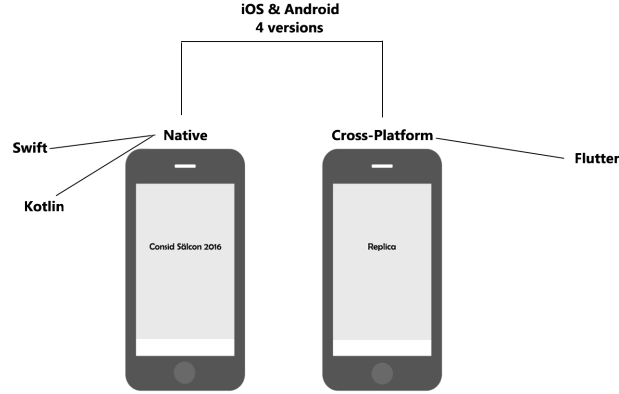 iOS & Android
4 versions
Native
Cross-Platform
Swift
Flutter
Kotlin
Consid Sälcon 2016
Replica